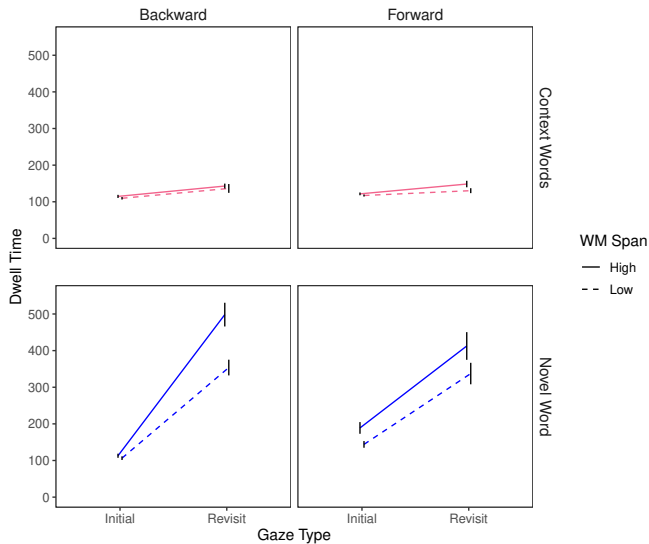 Backward
Forward
500
400
300
200
100
0
Context Words
Dwell Time
500
400
300
200
100
0
Novel Word
Initial
Revisit
Initial
Revisit
Gaze Type
WM Span
High
Low